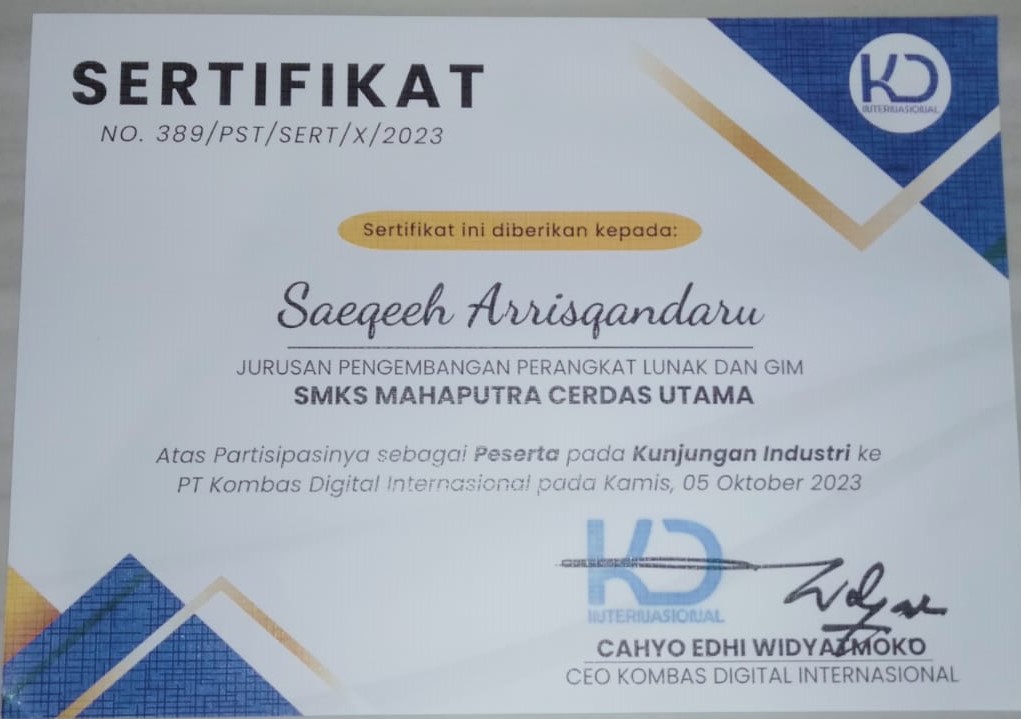 SERTIFIKAT
NO. 389/PST/SERT/X/2023
KD
INTERNASIONAL
Sertifikat ini diberikan kepada:
Saeqeeh Arrisqandaru
JURUSAN PENGEMBANGAN PERANGKAT LUNAK DAN GIM
SMKS MAHAPUTRA CERDAS UTAMA
Atas Partisipasinya sebagai Peserta pada Kunjungan Industri ke
PT Kombas Digital Internasional pada Kamis, 05 Oktober 2023
KD
INTERNASIONAL
CAHYO EDHI WIDYATMOKO
CEO KOMBAS DIGITAL INTERNASIONAL